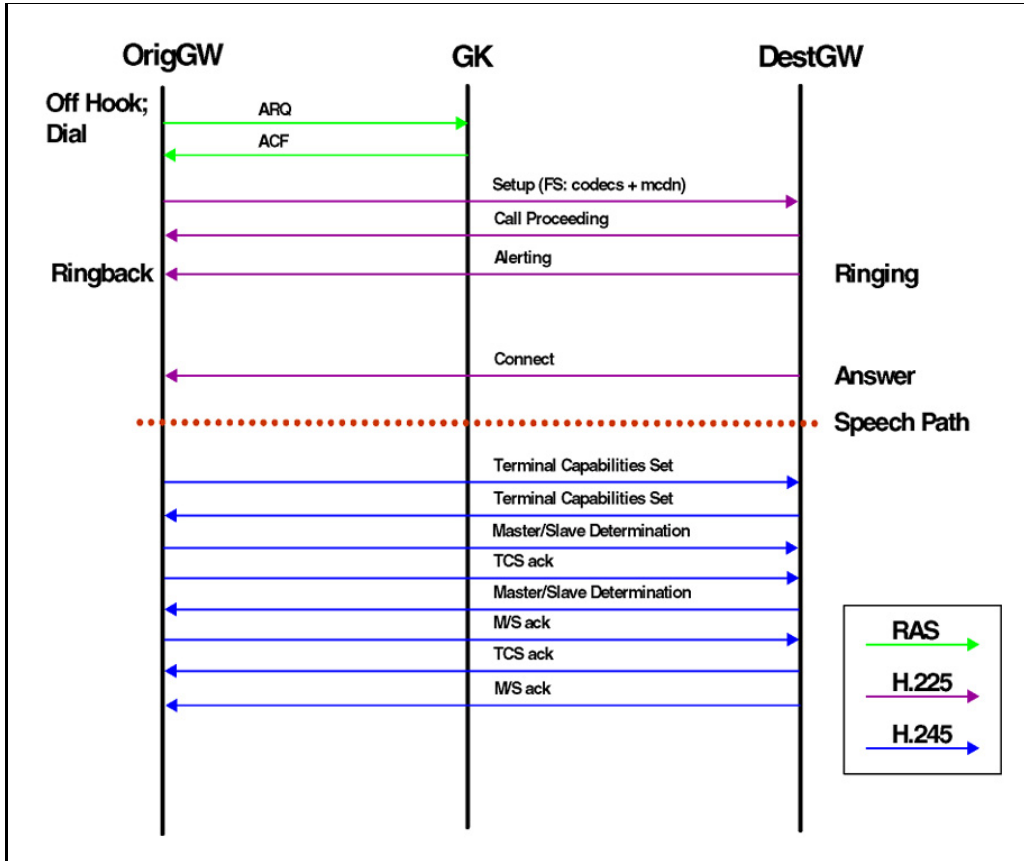 OrigGW
GK
DestGW
Off Hook;
Dial
ARQ
ACF
Setup (FS: codecs + mcdn)
Call Proceeding
Alerting
Ringback
Ringing
Connect
Answer
Speech Path
Terminal Capabilities Set
Terminal Capabilities Set
Master/Slave Determination
TCS ack
Master/Slave Determination
M/S ack
TCS ack
M/S ack
RAS
H.225
H.245